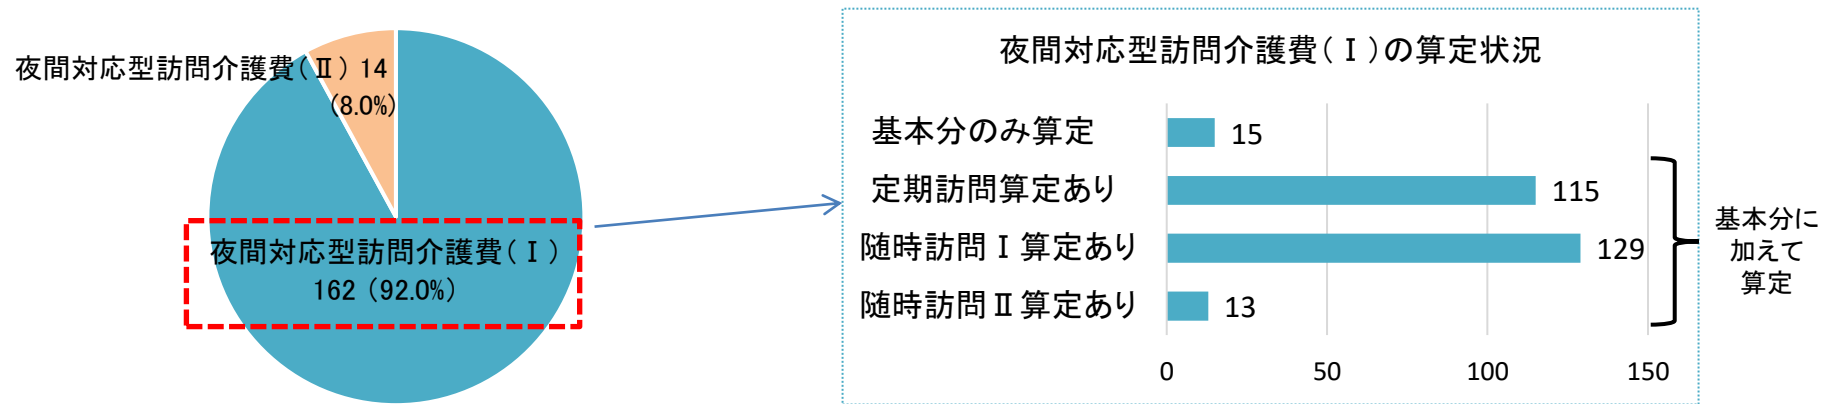 夜間対応型訪問介護費(Ⅱ) 14
(8.0%)
夜間対応型訪問介護費(Ⅰ)
162 (92.0%)
夜間対応型訪問介護費(Ⅰ)の算定状況
基本分のみ算定
15
定期訪問算定あり
115
随時訪問Ⅰ算定あり
129
随時訪問Ⅱ算定あり
13
0 50 100 150
基本分に
加えて
算定